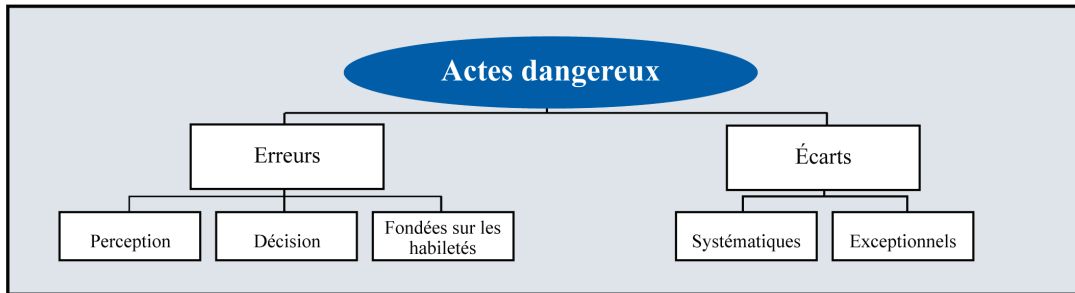 Actes dangereux
Erreurs
Écarts
Perception
Décision
Fondées sur les
habiletés
Systématiques
Exceptionnels